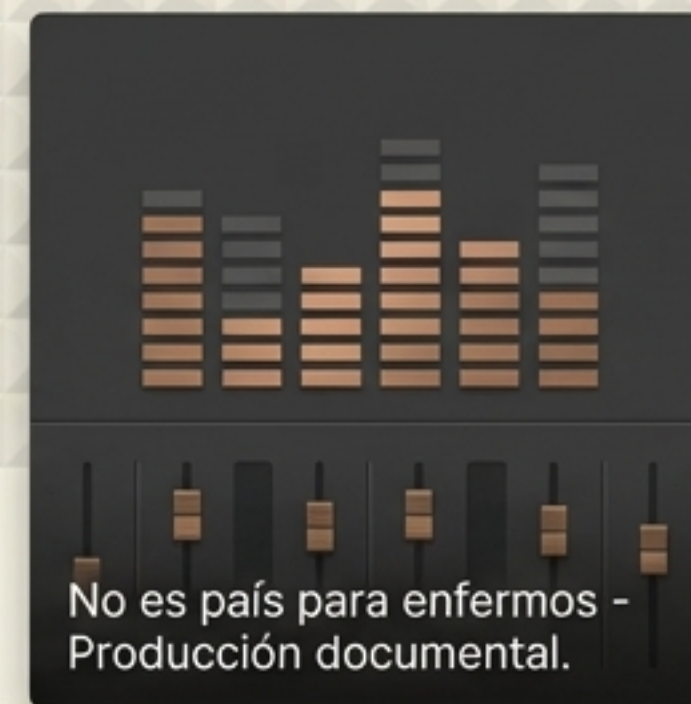 No es país para enfermos -
Producción documental.